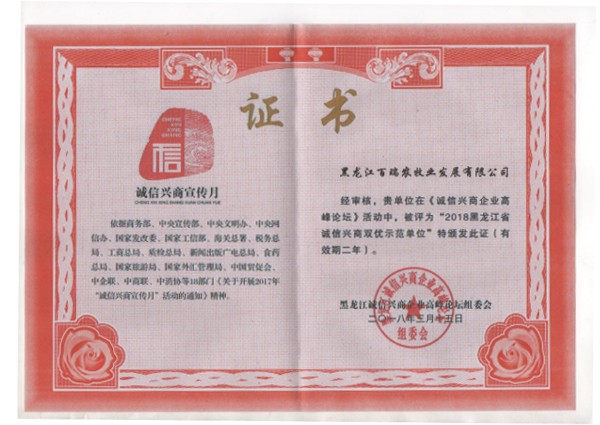 证书
CHENG
XIN
XING
SHANG
信
诚信兴商宣传月
CHENG XIN XING SHANG XUAN CHUAN YUE
依据商务部、中央宣传部、中央文明办、中央网
信办、国家发改委、国家工信部、海关总署、税务总
局、工商总局、质检总局、新闻出版广电总局、食药
总局、国家旅游局、国家外汇管理局、中国贸促会、
中企联、中商联、中消协等18部门《关于开展2017年
“诚信兴商宣传月”活动的通知》精神。
黑龙江百瑞农牧业发展有限公司
经审核，贵单位在《诚信兴商企业高
峰论坛》活动中，被评为“2018黑龙江省
诚信兴商双优示范单位”特颁发此证（有
效期二年）。
黑龙江诚信兴商企业高峰论坛组委会
二〇一八年三月十五日
组委会